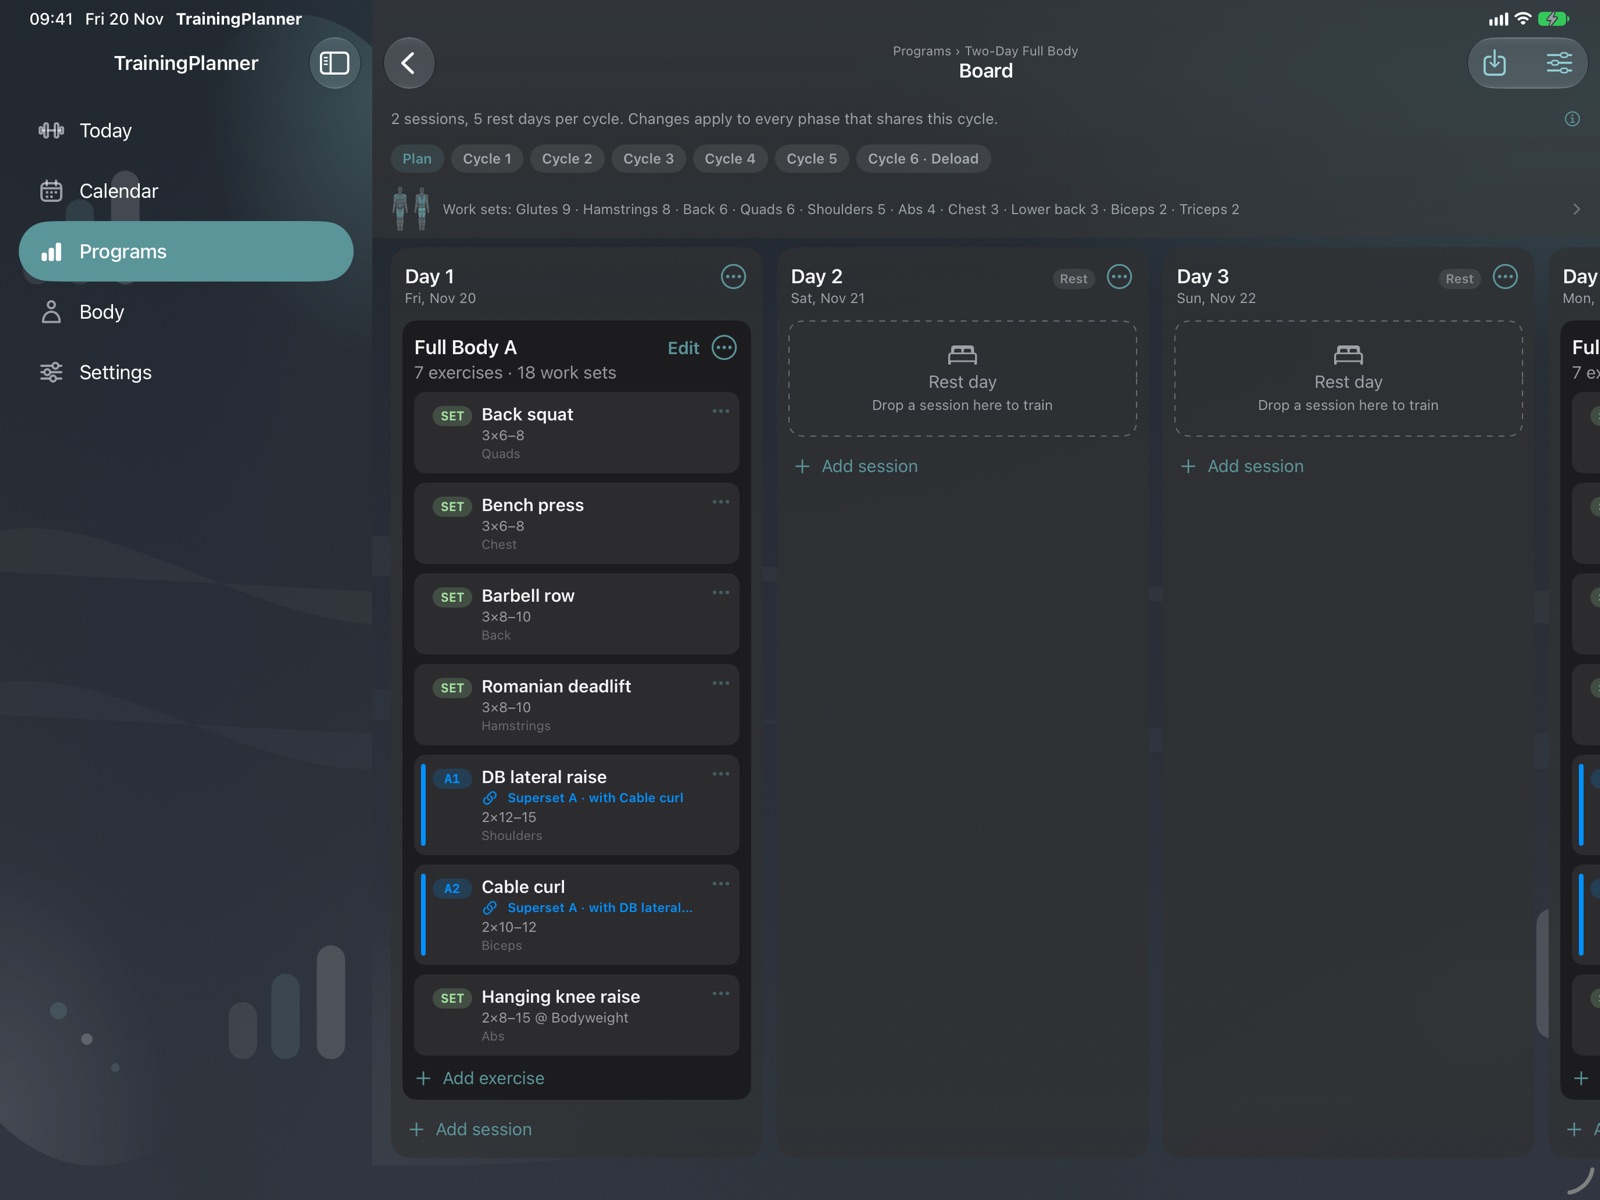 09:41 Fri 20 Nov TrainingPlanner
TrainingPlanner
Today
Calendar
Programs
Body
Settings
Programs › Two-Day Full Body
Board
2 sessions, 5 rest days per cycle. Changes apply to every phase that shares this cycle.
Plan
Cycle 1
Cycle 2
Cycle 3
Cycle 4
Cycle 5
Cycle 6 · Deload
Work sets: Glutes 9 · Hamstrings 8 · Back 6 · Quads 6 · Shoulders 5 · Abs 4 · Chest 3 · Lower back 3 · Biceps 2 · Triceps 2
Day 1
Fri, Nov 20
Full Body A
Edit
7 exercises · 18 work sets
SET
Back squat
3×6–8
Quads
SET
Bench press
3×6–8
Chest
SET
Barbell row
3×8–10
Back
SET
Romanian deadlift
3×8–10
Hamstrings
A1
DB lateral raise
Superset A · with Cable curl
2×12–15
Shoulders
A2
Cable curl
Superset A · with DB lateral...
2×10–12
Biceps
SET
Hanging knee raise
2×8–15 @ Bodyweight
Abs
Add exercise
Add session
Day 2
Rest
Sat, Nov 21
Rest day
Drop a session here to train
Add session
Day 3
Rest
Sun, Nov 22
Rest day
Drop a session here to train
Add session
Day
Mon,
Ful
7 ex